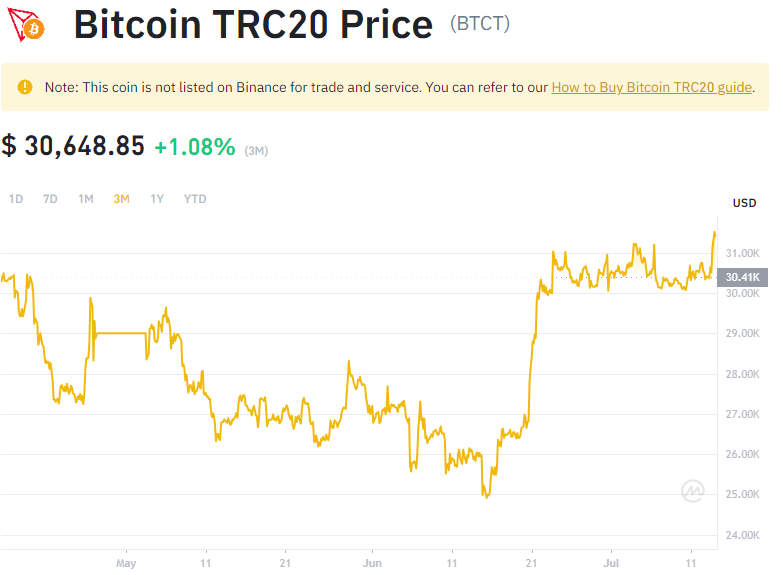 Bitcoin TRC20 Price (BTCT)
Note: This coin is not listed on Binance for trade and service. You can refer to our How to Buy Bitcoin TRC20 guide.
$ 30,648.85 +1.08% (3M)
1D 7D 1M 3M 1Y YTD
USD
31.00K
30.41K
30.00K
29.00K
28.00K
27.00K
26.00K
25.00K
24.00K
May 11 21 Jun 11 21 Jul 11